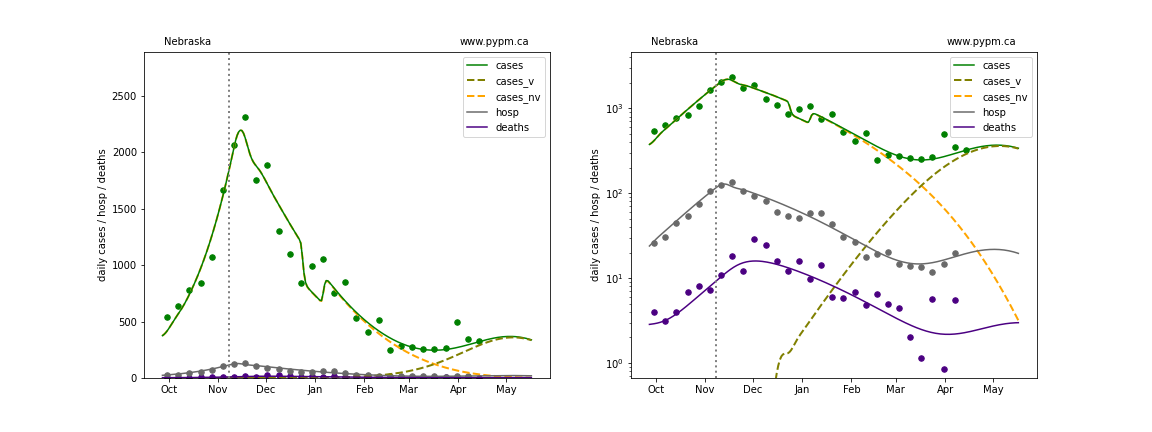 Nebraska www.pypm.ca
cases
cases_v
cases_nv
hosp
deaths
daily cases / hosp / deaths
2500
2000
1500
1000
500
0
Oct Nov Dec Jan Feb Mar Apr May
Nebraska www.pypm.ca
cases
cases_v
cases_nv
hosp
deaths
daily cases / hosp / deaths
10³
10²
10¹
10⁰
Oct Nov Dec Jan Feb Mar Apr May